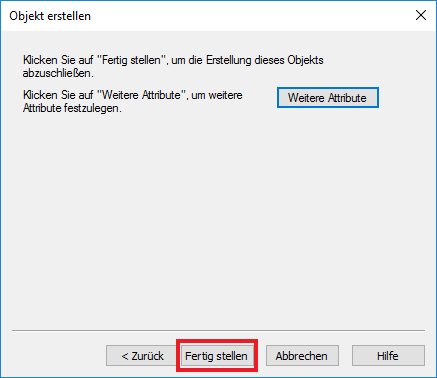 Objekt erstellen
Klicken Sie auf "Fertig stellen", um die Erstellung dieses Objekts
abzuschließen.
Klicken Sie auf "Weitere Attribute", um weitere
Attribute festzulegen.
Weitere Attribute
< Zurück
Fertig stellen
Abbrechen
Hilfe